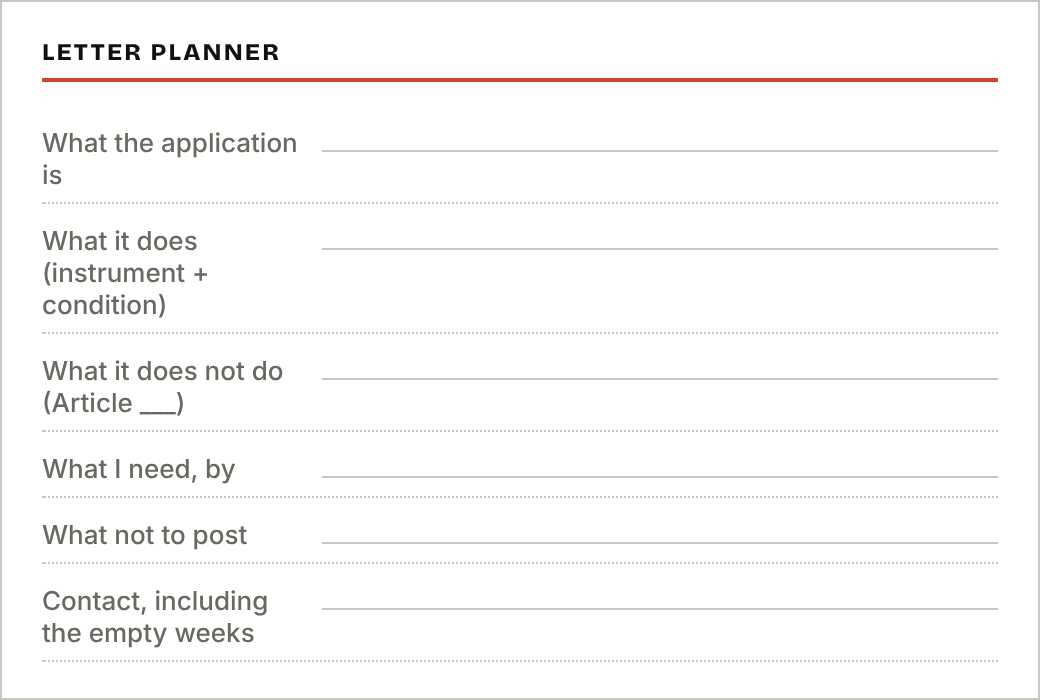 LETTER PLANNER
What the application
is
What it does
(instrument +
condition)
What it does not do
(Article ___)
What I need, by
What not to post
Contact, including
the empty weeks